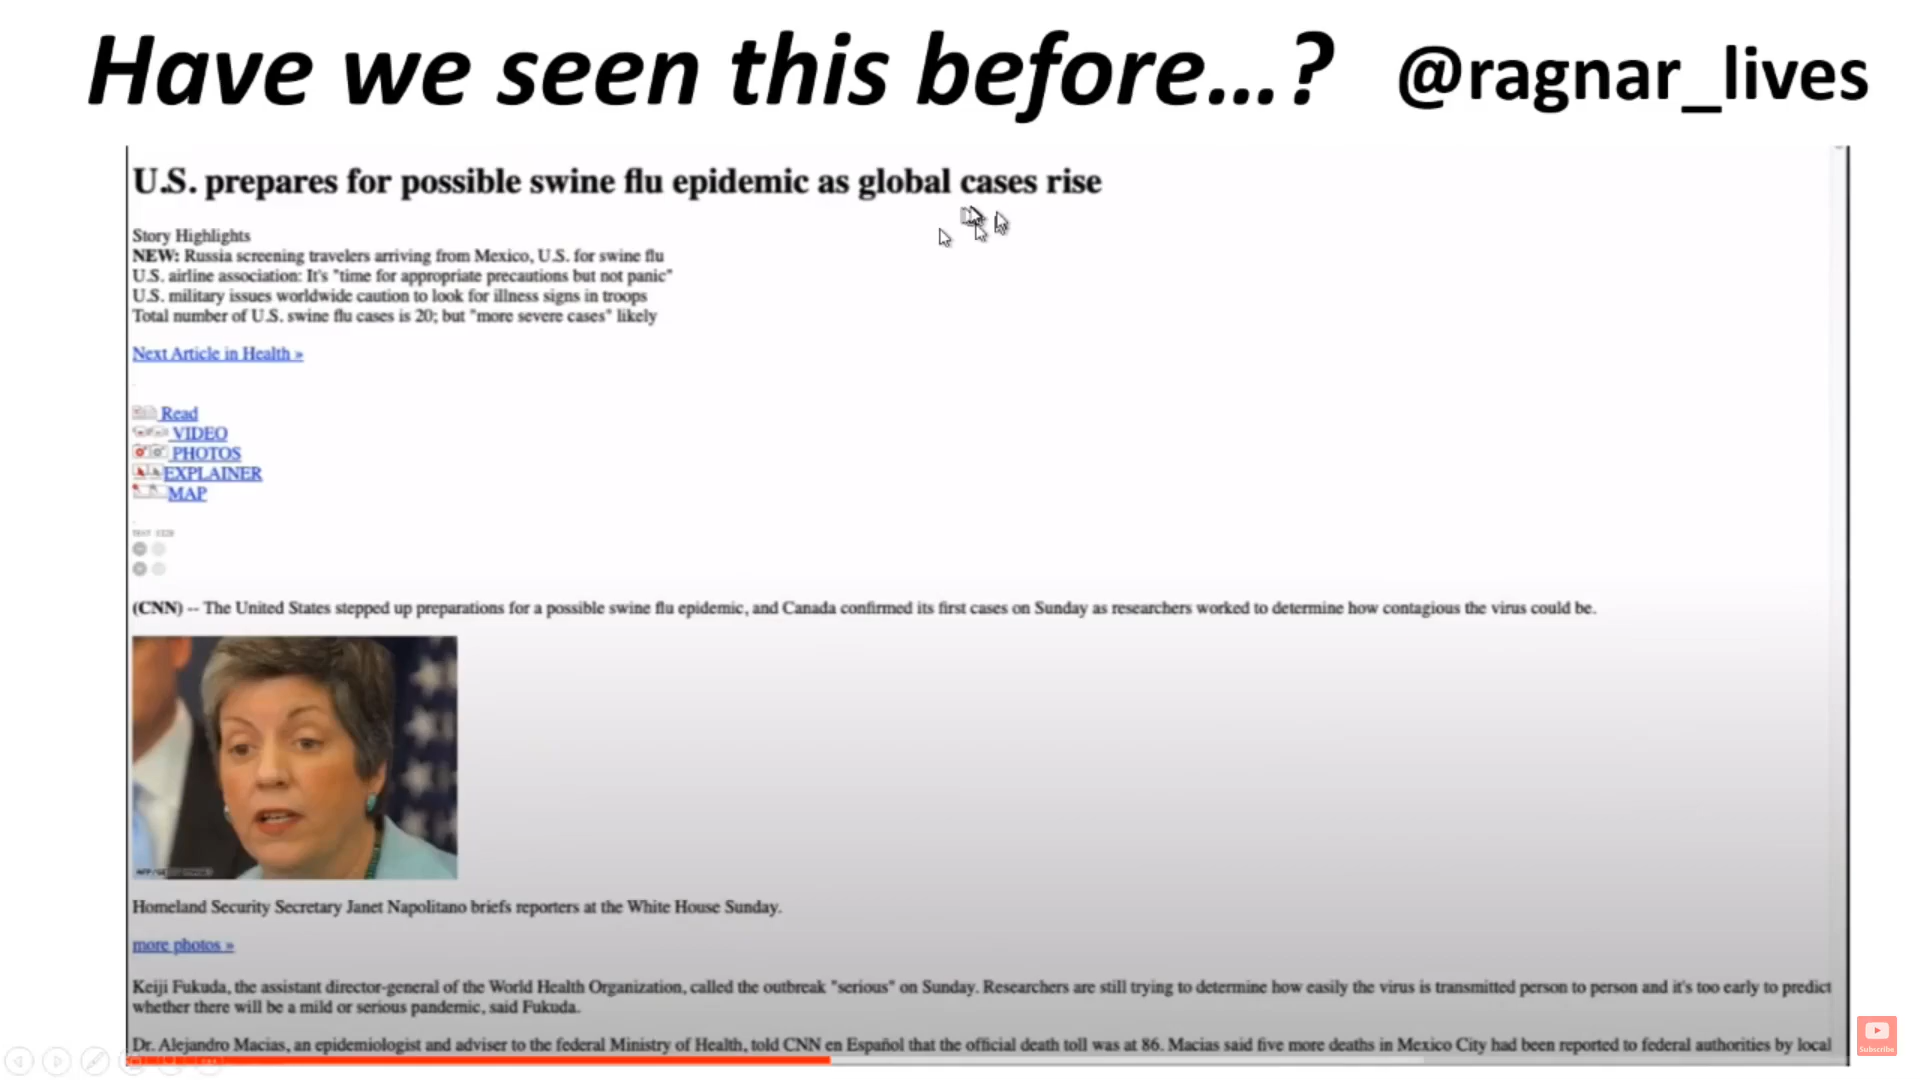 Have we seen this before...? @ragnar_lives
U.S. prepares for possible swine flu epidemic as global cases rise
Story Highlights
NEW: Russia screening travelers arriving from Mexico, U.S. for swine flu
U.S. airline association: It's "time for appropriate precautions but not panic"
U.S. military issues worldwide caution to look for illness signs in troops
Total number of U.S. swine flu cases is 20; but "more severe cases" likely
Next Article in Health »
Read
VIDEO
PHOTOS
EXPLAINER
MAP
TEXT SIZE
(CNN) -- The United States stepped up preparations for a possible swine flu epidemic, and Canada confirmed its first cases on Sunday as researchers worked to determine how contagious the virus could be.
Homeland Security Secretary Janet Napolitano briefs reporters at the White House Sunday.
more photos »
Keiji Fukuda, the assistant director-general of the World Health Organization, called the outbreak "serious" on Sunday. Researchers are still trying to determine how easily the virus is transmitted person to person and it's too early to predict
whether there will be a mild or serious pandemic, said Fukuda.
Dr. Alejandro Macias, an epidemiologist and adviser to the federal Ministry of Health, told CNN en Español that the official death toll was at 86. Macias said five more deaths in Mexico City had been reported to federal authorities by local
Subscribe